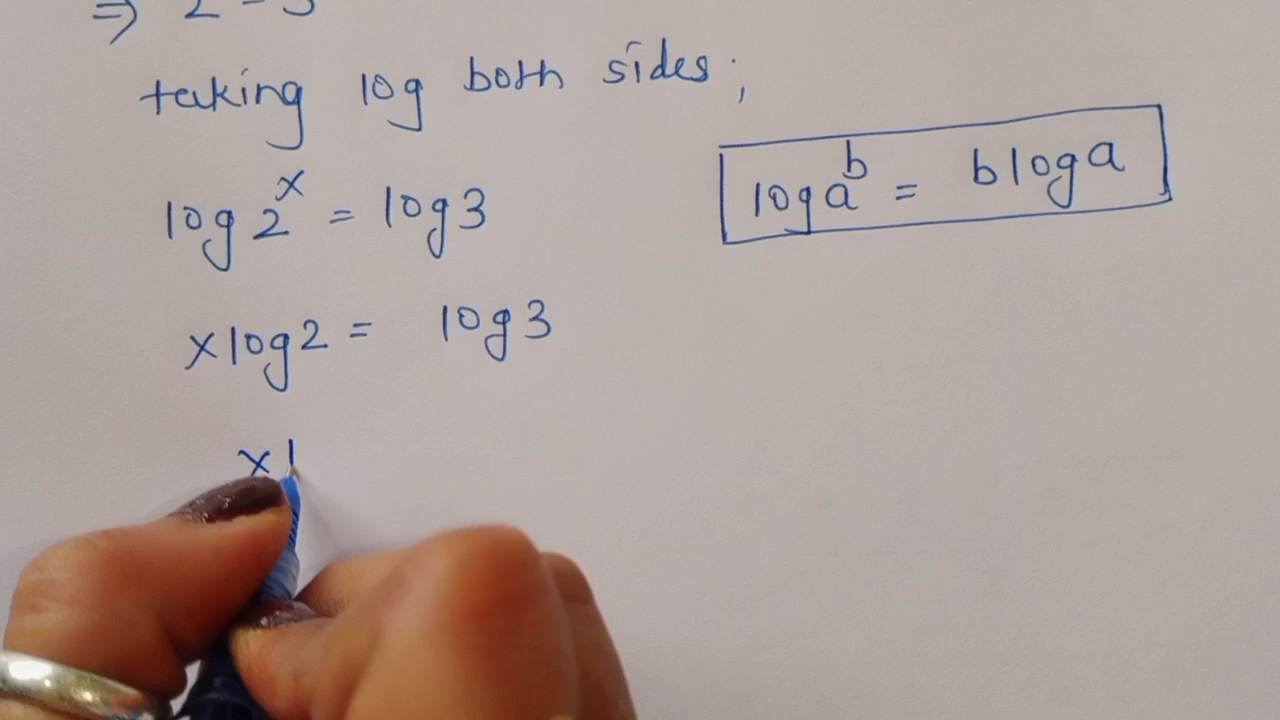 taking log both sides;
log 2^x = log 3
log a^b = b log a
x log 2 = log 3
x l